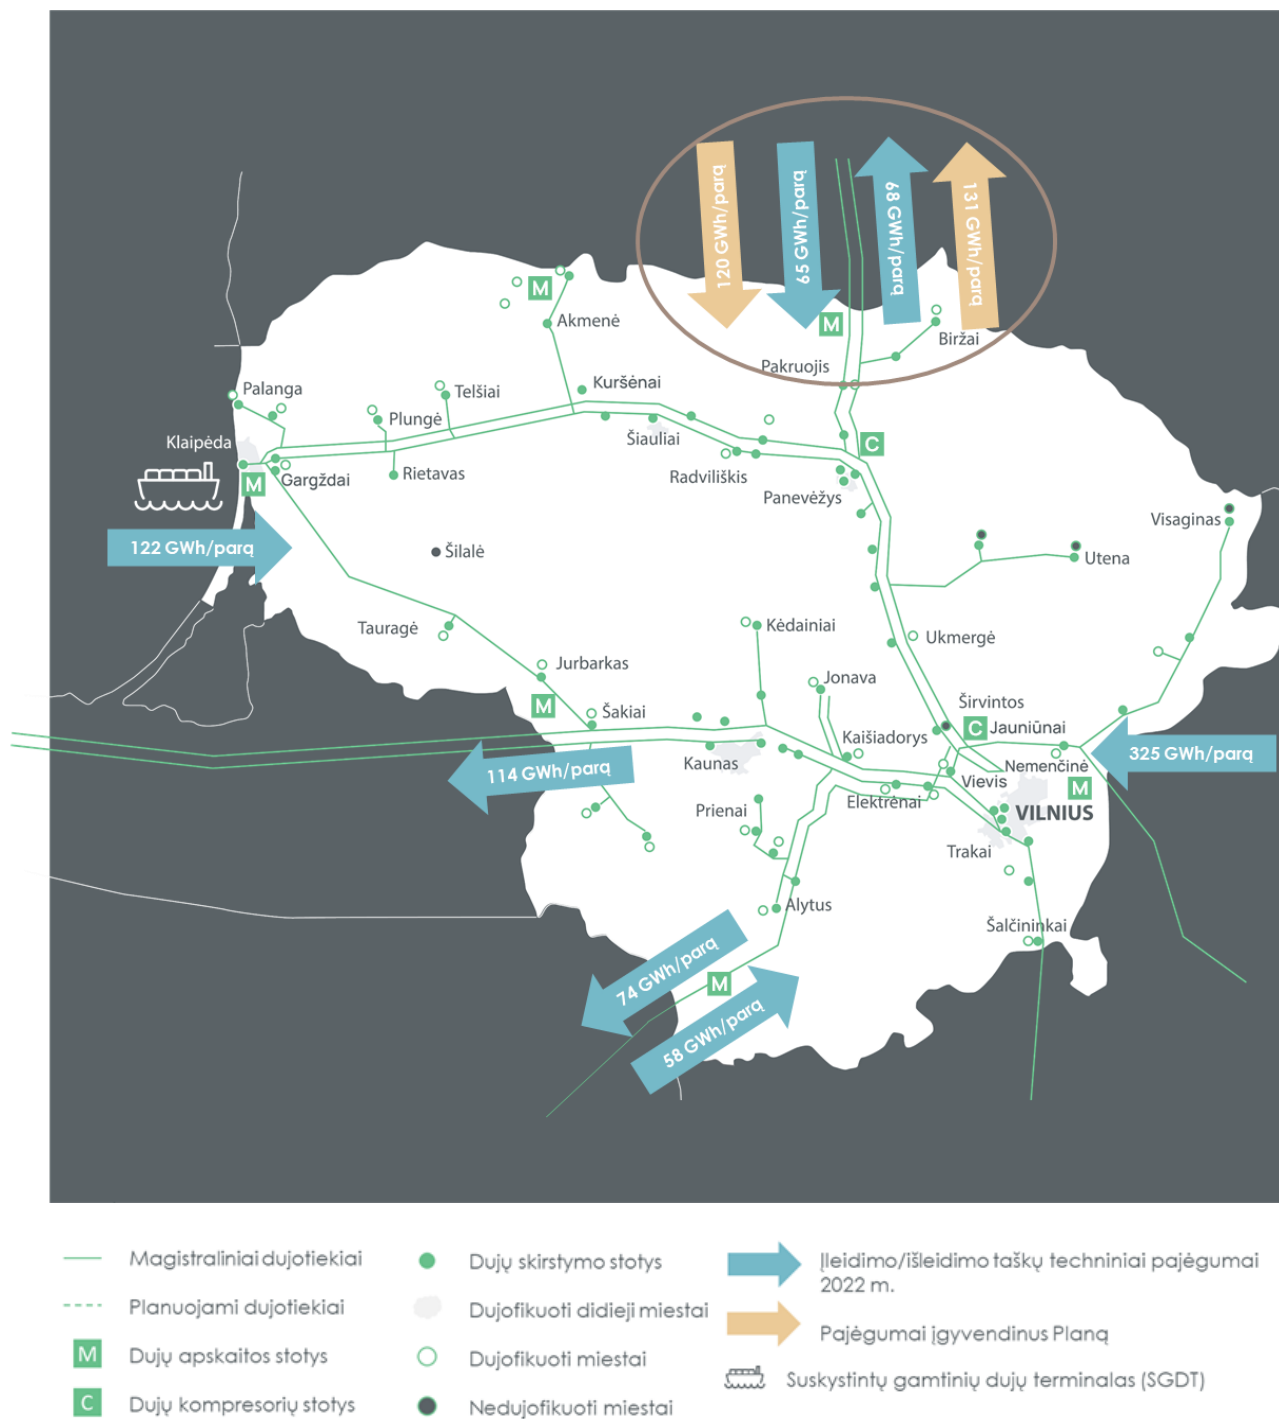 120 GWh/parą
65 GWh/parą
68 GWh/parą
131 GWh/parą
M
Akmenė
M
Biržai
Pakruojis
Palanga
Telšiai
Kuršėnai
Plungė
Klaipėda
Šiauliai
C
M
Gargždai
Rietavas
Radviliškis
Panevėžys
122 GWh/parą
Šilalė
Visaginas
Utena
Tauragė
Kėdainiai
Ukmergė
Jurbarkas
Jonava
M
Šakiai
Širvintos
C
Jauniūnai
Kaišiadorys
Kaunas
325 GWh/parą
114 GWh/parą
Nemenčinė
Vievis
M
Elektrėnai
Prienai
VILNIUS
Trakai
Alytus
Šalčininkai
74 GWh/parą
M
58 GWh/parą
Magistraliniai dujotiekiai
Planuojami dujotiekiai
M Dujų apskaitos stotys
C Dujų kompresorių stotys
Dujų skirstymo stotys
Dujofikuoti didieji miestai
Dujofikuoti miestai
Nedujofikuoti miestai
Įleidimo/išleidimo taškų techniniai pajėgumai
2022 m.
Pajėgumai įgyvendinus Planą
Suskystintų gamtinių dujų terminalas (SGDT)